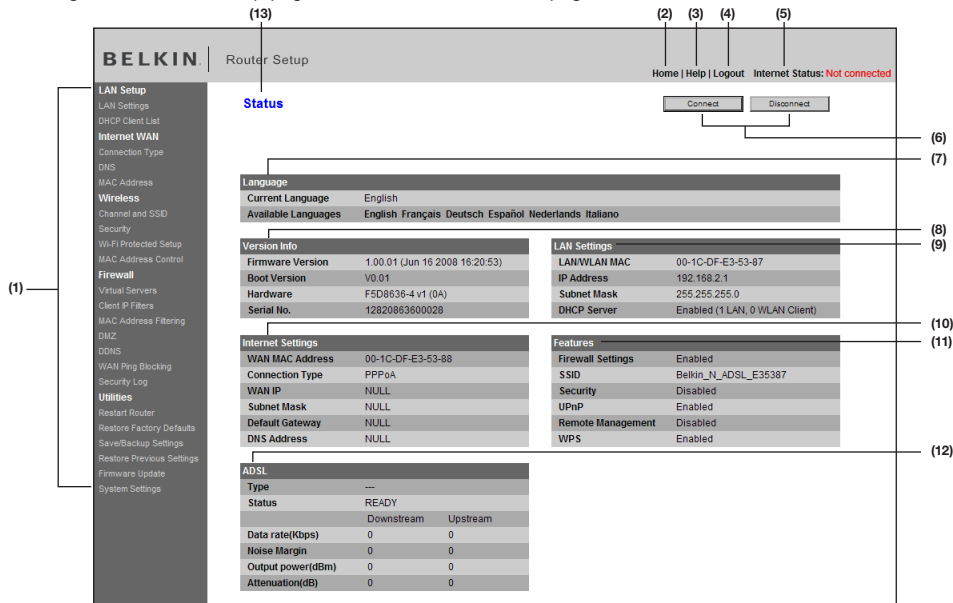 (13) (2) (3) (4) (5)
BELKIN. Router Setup
Home | Help | Logout Internet Status: Not connected
LAN Setup
LAN Settings
DHCP Client List
Internet WAN
Connection Type
DNS
MAC Address
Wireless
Channel and SSID
Security
Wi-Fi Protected Setup
MAC Address Control
Firewall
Virtual Servers
Client IP Filters
MAC Address Filtering
DMZ
DDNS
WAN Ping Blocking
Security Log
Utilities
Restart Router
Restore Factory Defaults
Save/Backup Settings
Restore Previous Settings
Firmware Update
System Settings
(1)
Status
Connect Disconnect
(6)
(7)
Language
Current Language English
Available Languages English Français Deutsch Español Nederlands Italiano
(8)
Version Info
Firmware Version 1.00.01 (Jun 16 2008 16:20:53)
Boot Version V0.01
Hardware F5D8636-4 v1 (0A)
Serial No. 12820863600028
(9)
LAN Settings
LAN/WLAN MAC 00-1C-DF-E3-53-87
IP Address 192.168.2.1
Subnet Mask 255.255.255.0
DHCP Server Enabled (1 LAN, 0 WLAN Client)
(10)
Internet Settings
WAN MAC Address 00-1C-DF-E3-53-88
Connection Type PPPoA
WAN IP NULL
Subnet Mask NULL
Default Gateway NULL
DNS Address NULL
(11)
Features
Firewall Settings Enabled
SSID Belkin_N_ADSL_E35387
Security Disabled
UPnP Enabled
Remote Management Disabled
WPS Enabled
(12)
ADSL
Type ---
Status READY
Downstream Upstream
Data rate(Kbps) 0 0
Noise Margin 0 0
Output power(dBm) 0 0
Attenuation(dB) 0 0